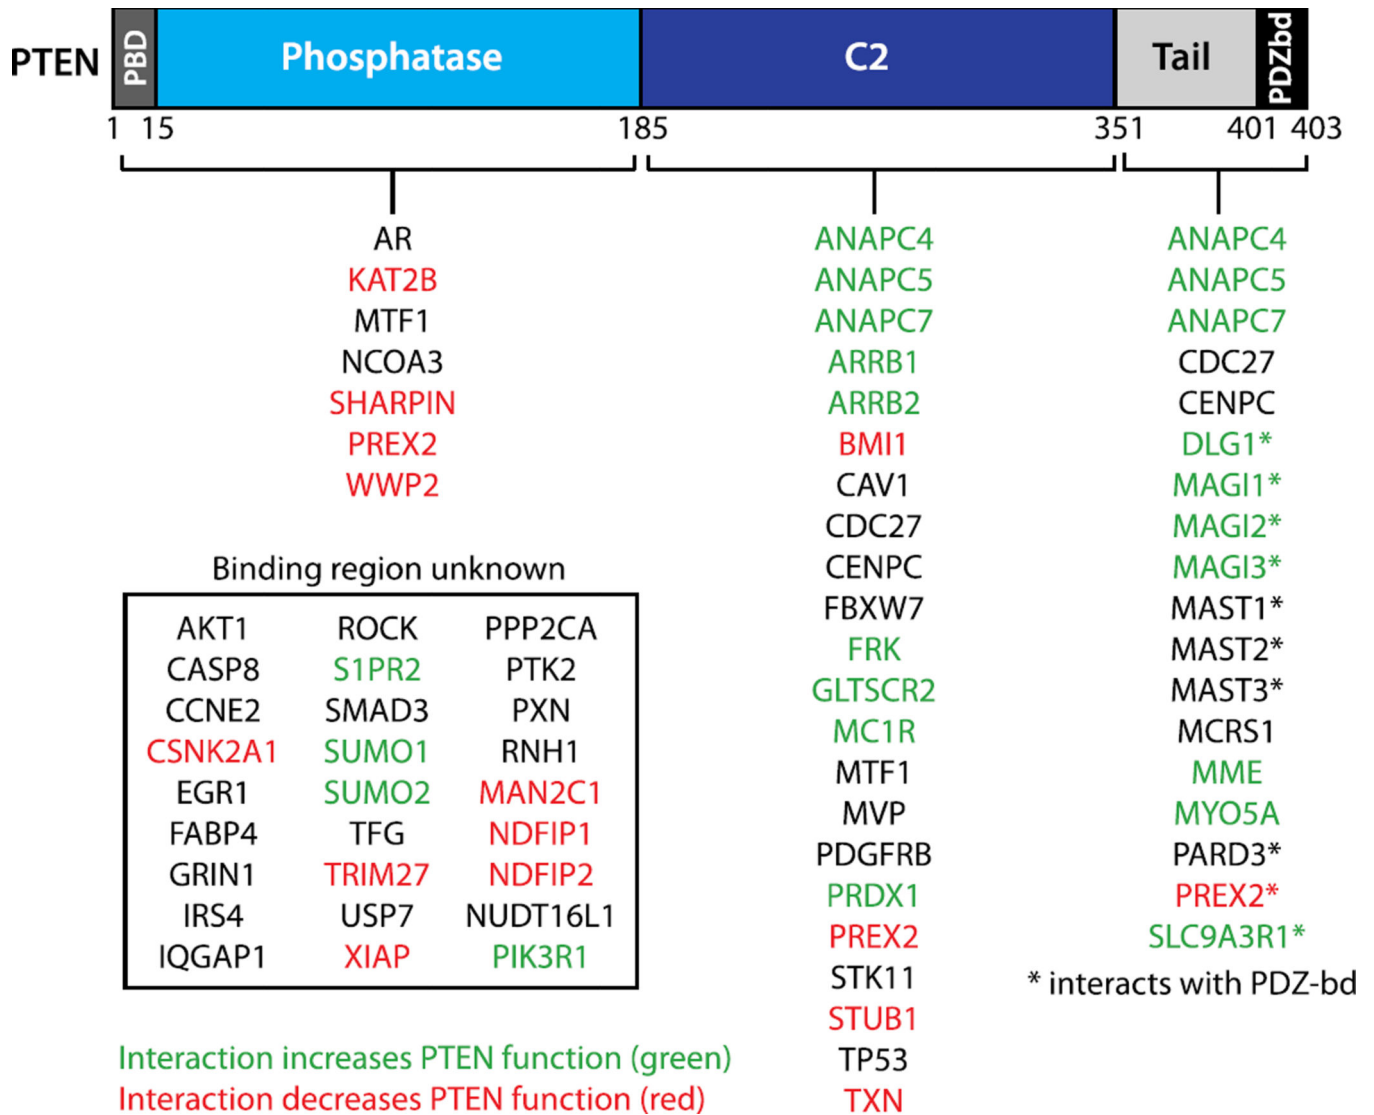 PTEN
PBD
Phosphatase
C2
Tail
PDZbd
1 15 185 351 401 403
AR
KAT2B
MTF1
NCOA3
SHARPIN
PREX2
WWP2
Binding region unknown
AKT1 ROCK PPP2CA
CASP8 S1PR2 PTK2
CCNE2 SMAD3 PXN
CSNK2A1 SUMO1 RNH1
EGR1 SUMO2 MAN2C1
FABP4 TFG NDFIP1
GRIN1 TRIM27 NDFIP2
IRS4 USP7 NUDT16L1
IQGAP1 XIAP PIK3R1
Interaction increases PTEN function (green)
Interaction decreases PTEN function (red)
ANAPC4
ANAPC5
ANAPC7
ARRB1
ARRB2
BMI1
CAV1
CDC27
CENPC
FBXW7
FRK
GLTSCR2
MC1R
MTF1
MVP
PDGFRB
PRDX1
PREX2
STK11
STUB1
TP53
TXN
ANAPC4
ANAPC5
ANAPC7
CDC27
CENPC
DLG1*
MAGI1*
MAGI2*
MAGI3*
MAST1*
MAST2*
MAST3*
MCRS1
MME
MYO5A
PARD3*
PREX2*
SLC9A3R1*
* interacts with PDZ-bd